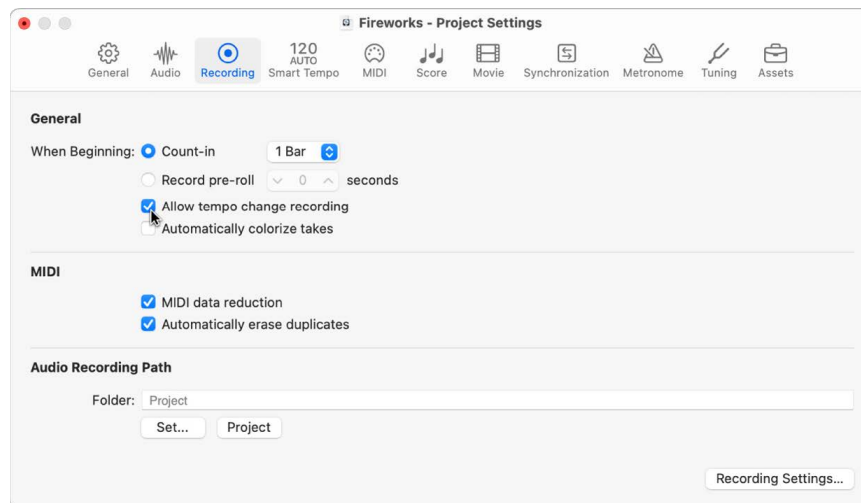 Fireworks - Project Settings
120
AUTO
General Audio Recording Smart Tempo MIDI Score Movie Synchronization Metronome Tuning Assets
General
When Beginning: Count-in 1 Bar
Record pre-roll 0 seconds
Allow tempo change recording
Automatically colorize takes
MIDI
MIDI data reduction
Automatically erase duplicates
Audio Recording Path
Folder: Project
Set... Project
Recording Settings...